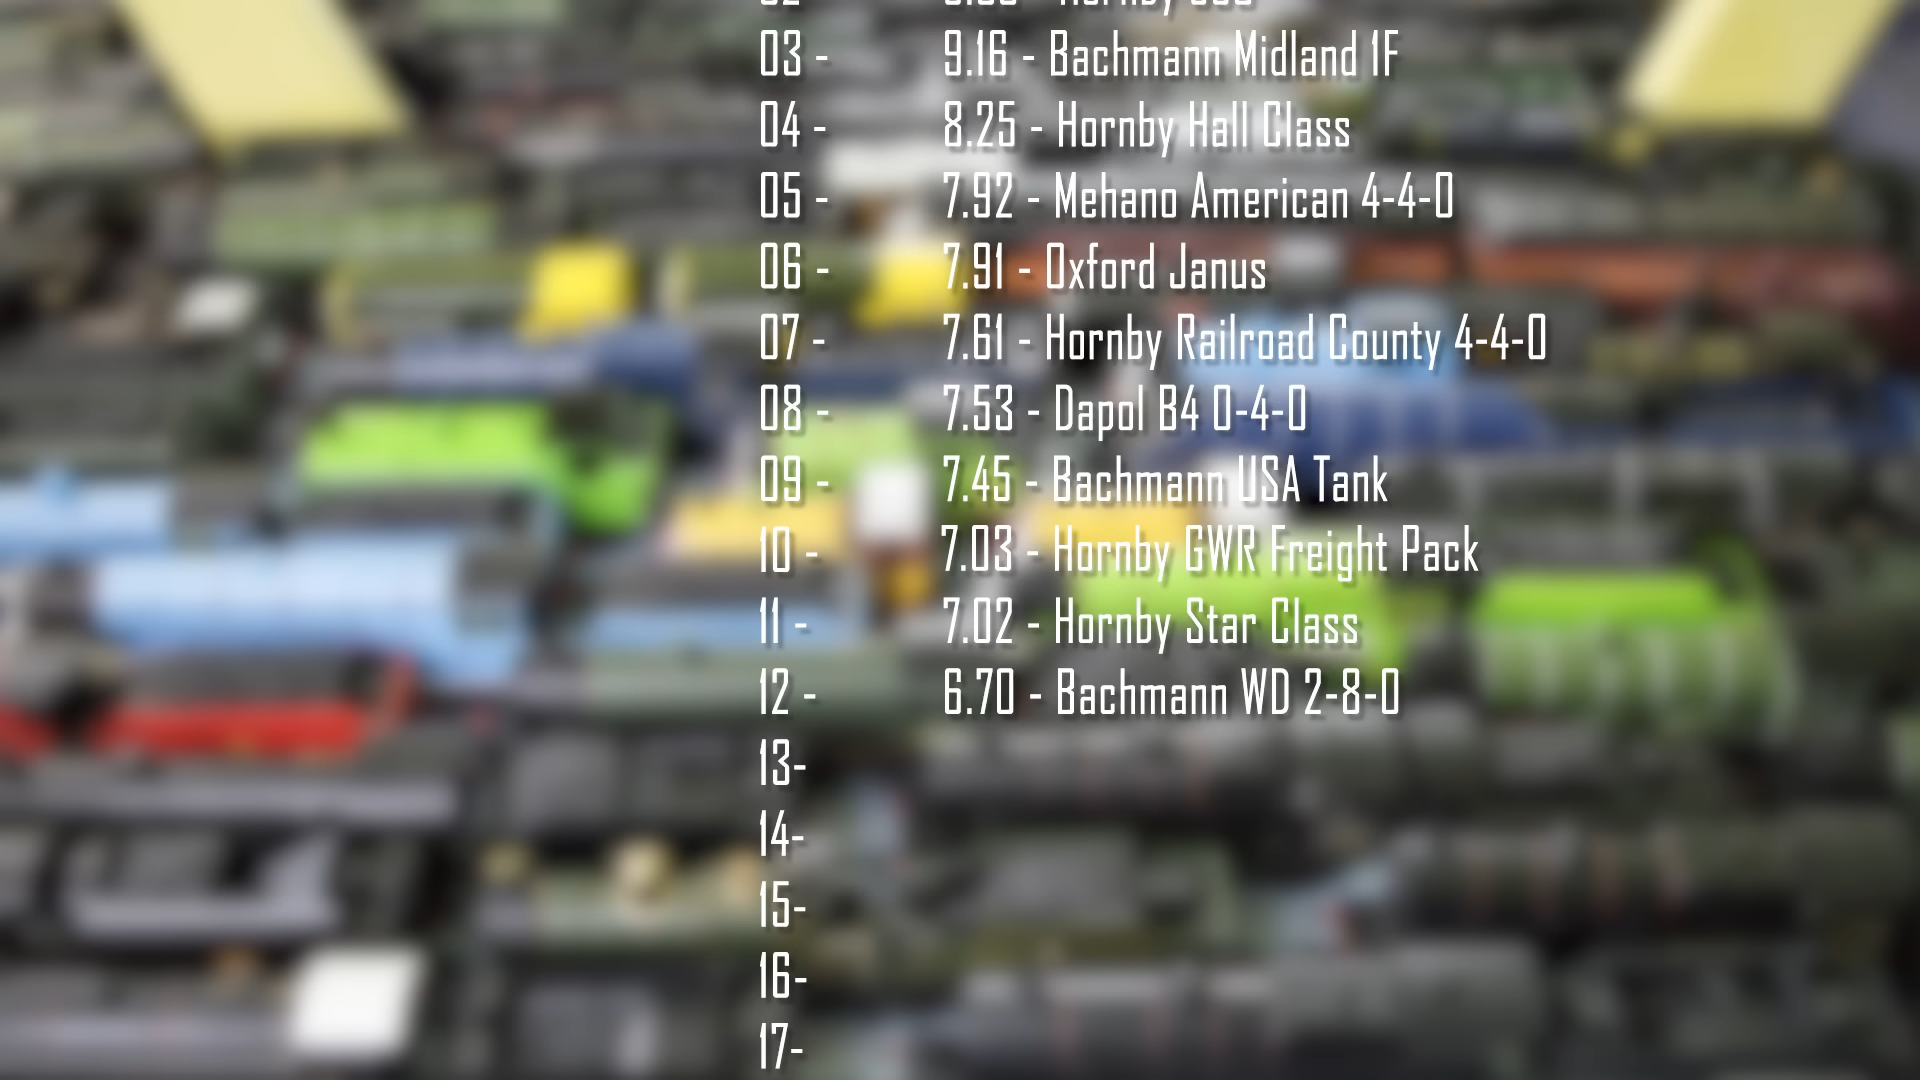 03 - 9.16 - Bachmann Midland 1F
04 - 8.25 - Hornby Hall Class
05 - 7.92 - Mehano American 4-4-0
06 - 7.91 - Oxford Janus
07 - 7.61 - Hornby Railroad County 4-4-0
08 - 7.53 - Dapol B4 0-4-0
09 - 7.45 - Bachmann USA Tank
10 - 7.03 - Hornby GWR Freight Pack
11 - 7.02 - Hornby Star Class
12 - 6.70 - Bachmann WD 2-8-0
13-
14-
15-
16-
17-